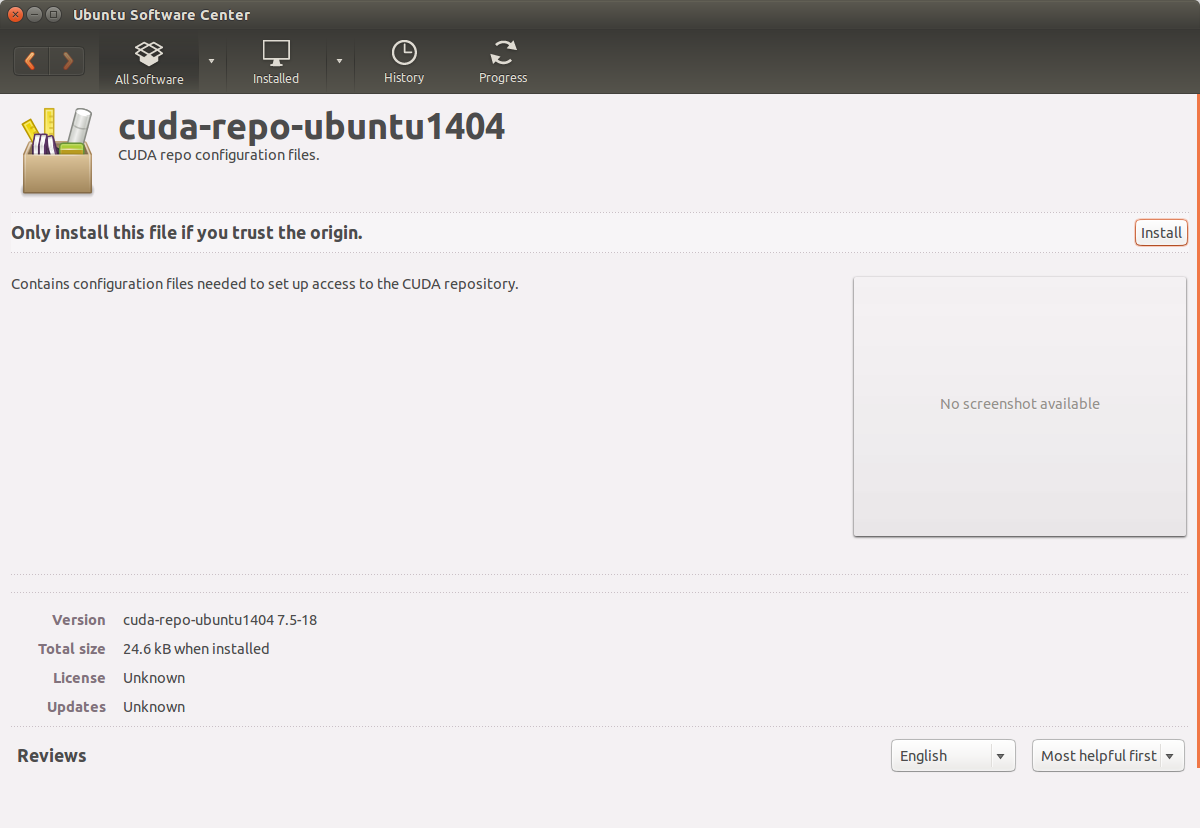 Ubuntu Software Center
All Software
Installed
History
Progress
cuda-repo-ubuntu1404
CUDA repo configuration files.
Only install this file if you trust the origin.
Install
Contains configuration files needed to set up access to the CUDA repository.
No screenshot available
Version cuda-repo-ubuntu1404 7.5-18
Total size 24.6 kB when installed
License Unknown
Updates Unknown
Reviews
English
Most helpful first